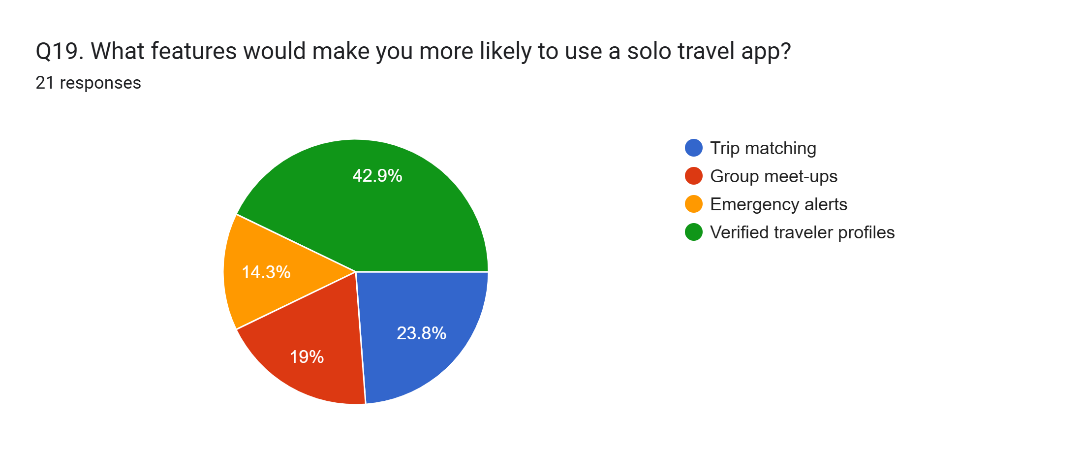 Q19. What features would make you more likely to use a solo travel app?
21 responses
42.9%
14.3%
23.8%
19%
Trip matching
Group meet-ups
Emergency alerts
Verified traveler profiles